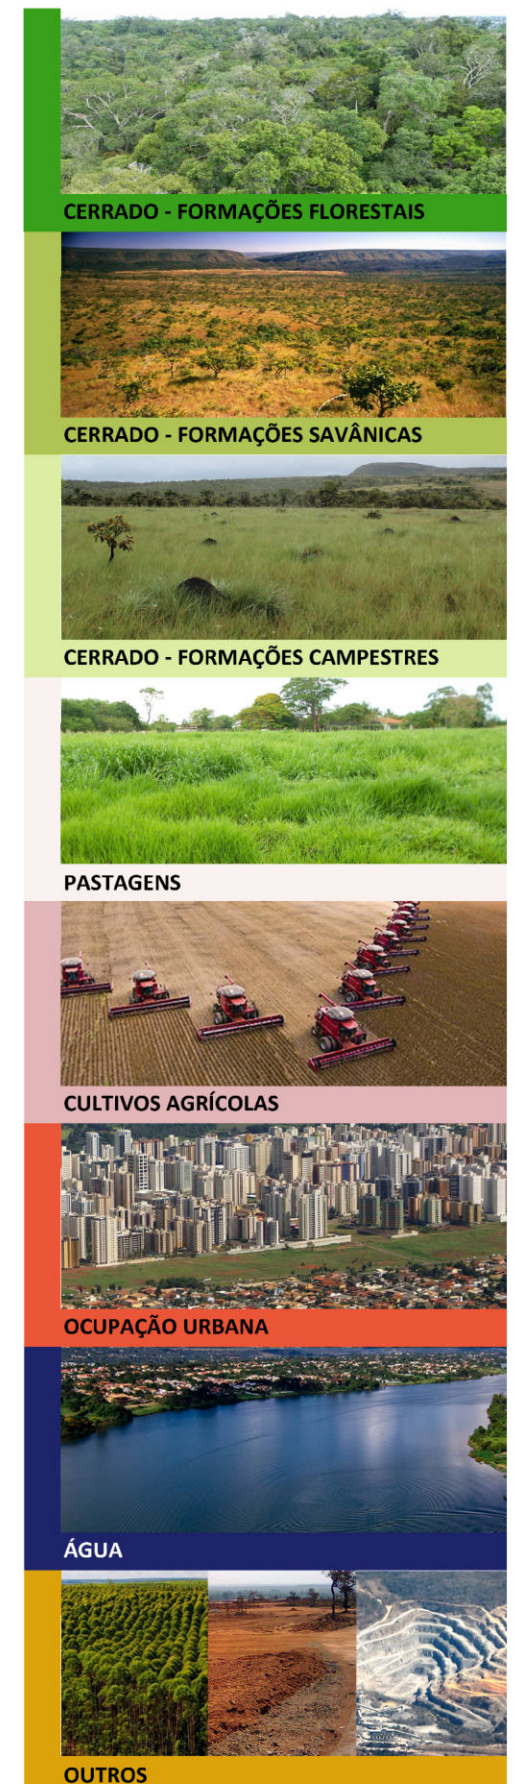 CERRADO - FORMAÇÕES FLORESTAIS
CERRADO - FORMAÇÕES SAVÂNICAS
CERRADO - FORMAÇÕES CAMPESTRES
PASTAGENS
CULTIVOS AGRÍCOLAS
OCUPAÇÃO URBANA
ÁGUA
OUTROS